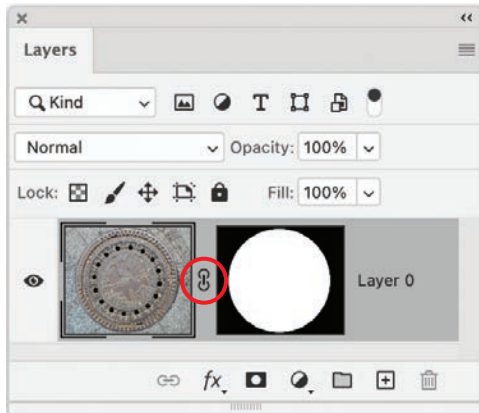 Layers
Kind
Normal Opacity: 100%
Lock: Fill: 100%
Layer 0
fx